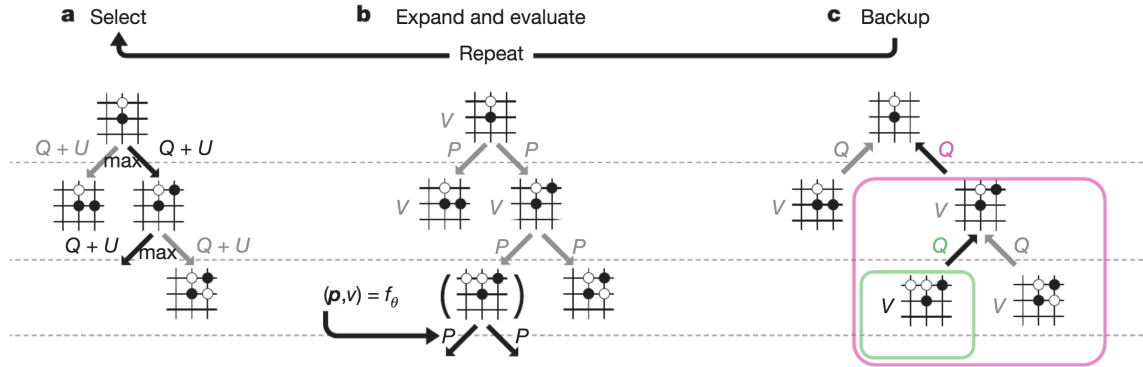 a Select
b Expand and evaluate
c Backup
Repeat
Q + U
max
Q + U
Q + U
max
Q + U
V
P
P
V
V
P
P
(p,v) = fθ
P
P
Q
Q
V
V
Q
Q
V
V